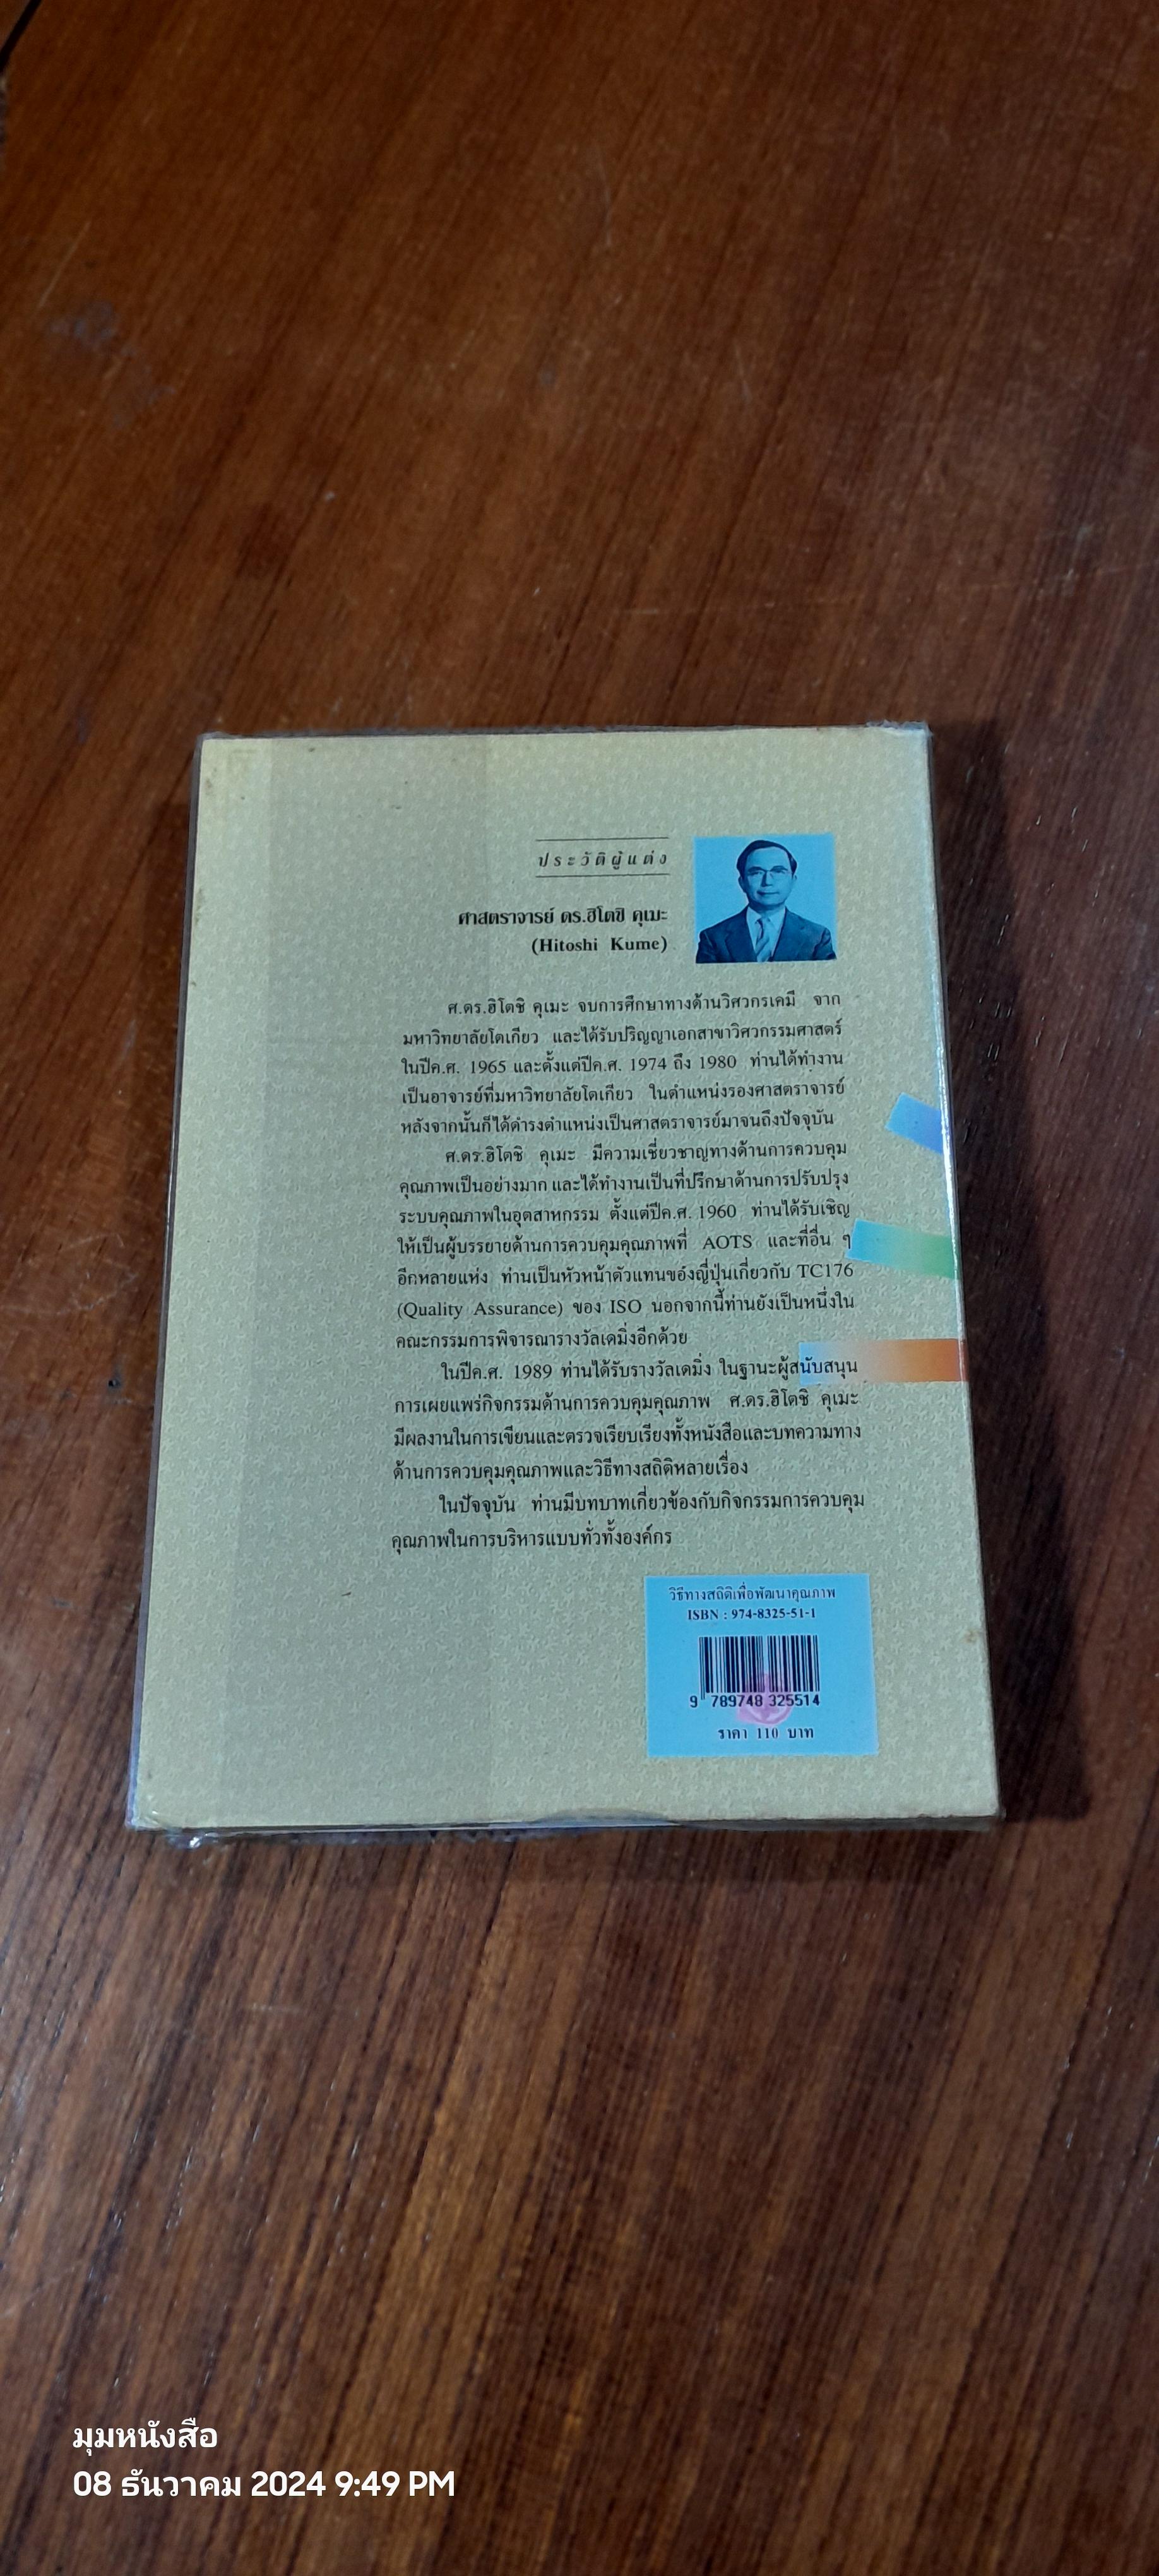 ประวัติผู้แต่ง
ศาสตราจารย์ ดร.ฮิโตชิ คุเมะ
(Hitoshi Kume)
ศ.ดร.ฮิโตชิ คุเมะ จบการศึกษาทางด้านวิศวกรเคมี จาก
มหาวิทยาลัยโตเกียว และได้รับปริญญาเอกสาขาวิศวกรรมศาสตร์
ในปีค.ศ. 1965 และตั้งแต่ปีค.ศ. 1974 ถึง 1980 ท่านได้ทำงาน
เป็นอาจารย์ที่มหาวิทยาลัยโตเกียว ในตำแหน่งรองศาสตราจารย์
หลังจากนั้นก็ได้ดำรงตำแหน่งเป็นศาสตราจารย์มาจนถึงปัจจุบัน
ศ.ดร.ฮิโตชิ คุเมะ มีความเชี่ยวชาญทางด้านการควบคุม
คุณภาพเป็นอย่างมาก และได้ทำงานเป็นที่ปรึกษาด้านการปรับปรุง
ระบบคุณภาพในอุตสาหกรรม ตั้งแต่ปีค.ศ. 1960 ท่านได้รับเชิญ
ให้เป็นผู้บรรยายด้านการควบคุมคุณภาพที่ AOTS และที่อื่น ๆ
อีกหลายแห่ง ท่านเป็นหัวหน้าตัวแทนของญี่ปุ่นเกี่ยวกับ TC176
(Quality Assurance) ของ ISO นอกจากนี้ท่านยังเป็นหนึ่งใน
คณะกรรมการพิจารณารางวัลเดมิ่งอีกด้วย
ในปีค.ศ. 1989 ท่านได้รับรางวัลเดมิ่ง ในฐานะผู้สนับสนุน
การเผยแพร่กิจกรรมด้านการควบคุมคุณภาพ ศ.ดร.ฮิโตชิ คุเมะ
มีผลงานในการเขียนและตรวจเรียบเรียงทั้งหนังสือและบทความทาง
ด้านการควบคุมคุณภาพและวิธีทางสถิติหลายเรื่อง
ในปัจจุบัน ท่านมีบทบาทเกี่ยวข้องกับกิจกรรมการควบคุม
คุณภาพในการบริหารแบบทั่วทั้งองค์กร
วิธีทางสถิติเพื่อพัฒนาคุณภาพ
ISBN : 974-8325-51-1
9 789748 325514
ราคา 110 บาท
มุมหนังสือ
08 ธันวาคม 2024 9:49 PM